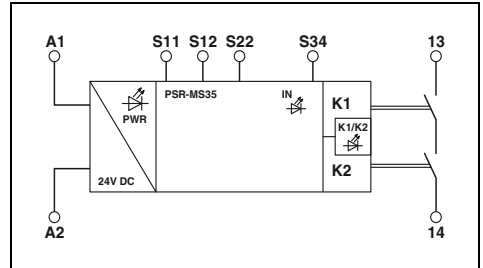 A1 S11 S12 S22 S34 13
PSR-MS35 IN K1
PWR K1/K2
24V DC K2
A2 14